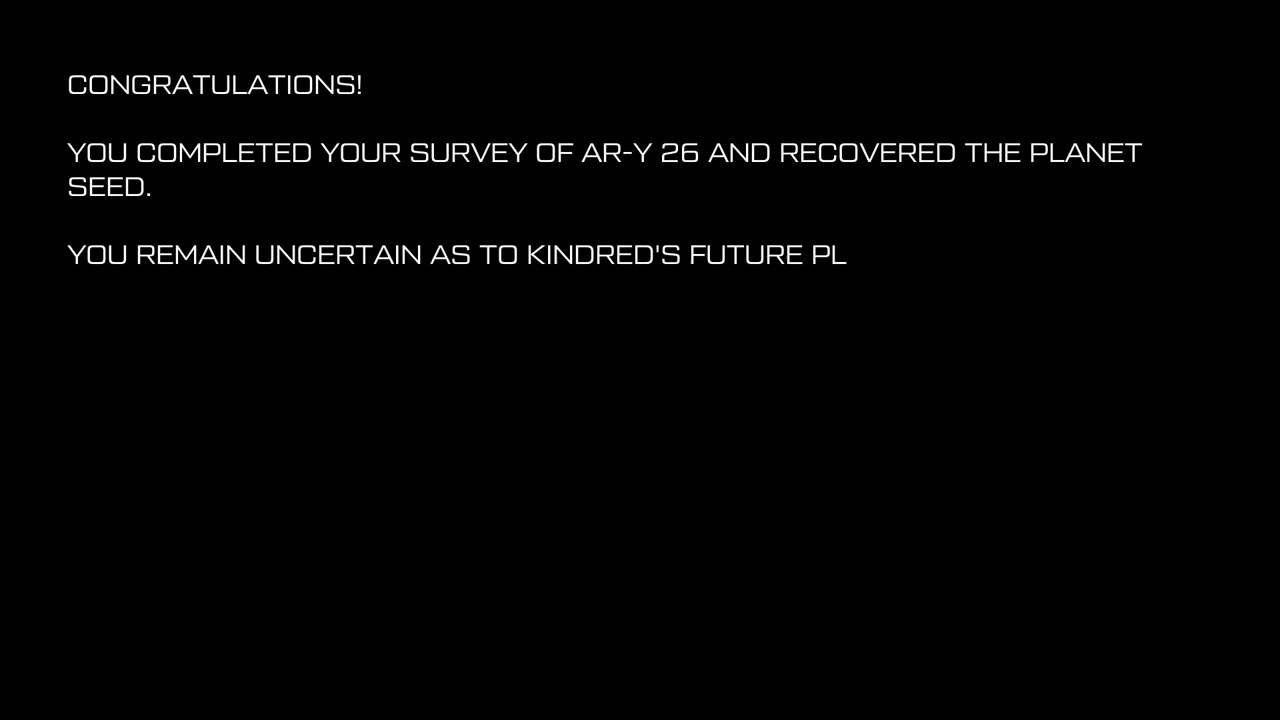 CONGRATULATIONS!
YOU COMPLETED YOUR SURVEY OF AR-Y 26 AND RECOVERED THE PLANET
SEED.
YOU REMAIN UNCERTAIN AS TO KINDRED'S FUTURE PL